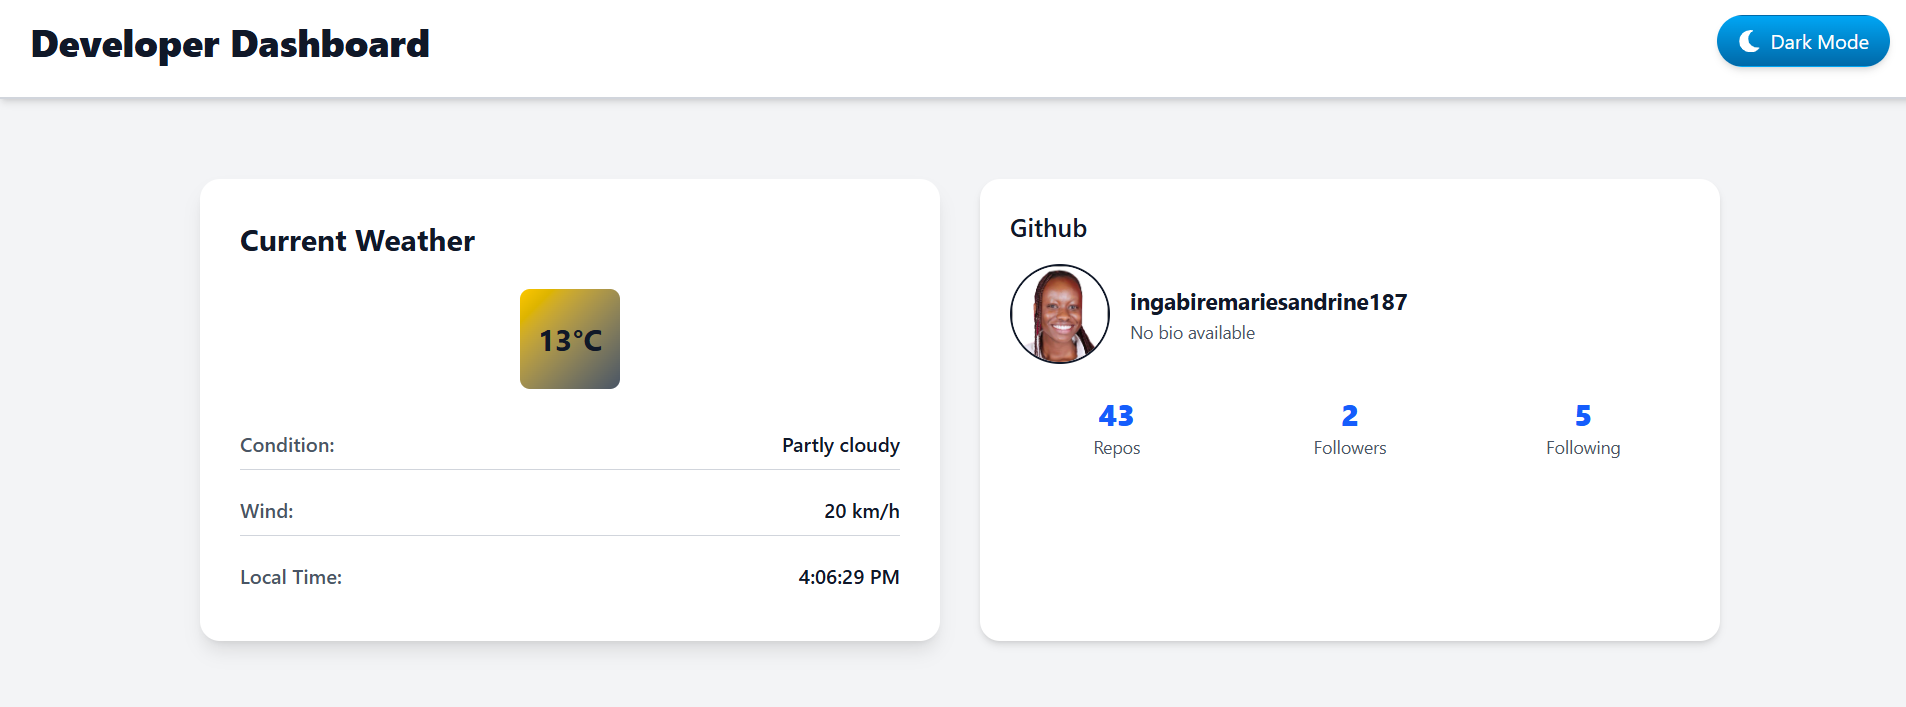 Developer Dashboard
Dark Mode
Current Weather
13°C
Condition: Partly cloudy
Wind: 20 km/h
Local Time: 4:06:29 PM
Github
ingabiremariesandrine187
No bio available
43 2 5
Repos Followers Following